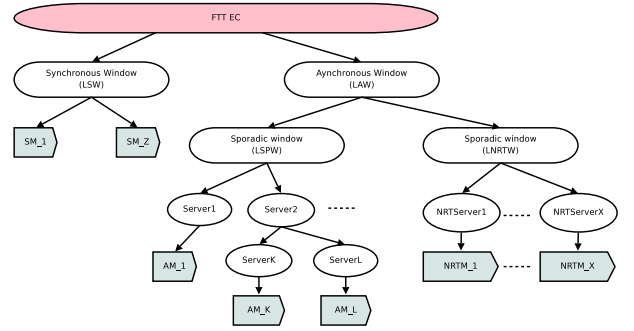 FTT EC
Synchronous Window
(LSW)
Aynchronous Window
(LAW)
SM_1
SM_Z
Sporadic window
(LSPW)
Sporadic window
(LNRTW)
Server1
Server2
NRTServer1
NRTServerX
AM_1
ServerK
ServerL
NRTM_1
NRTM_X
AM_K
AM_L